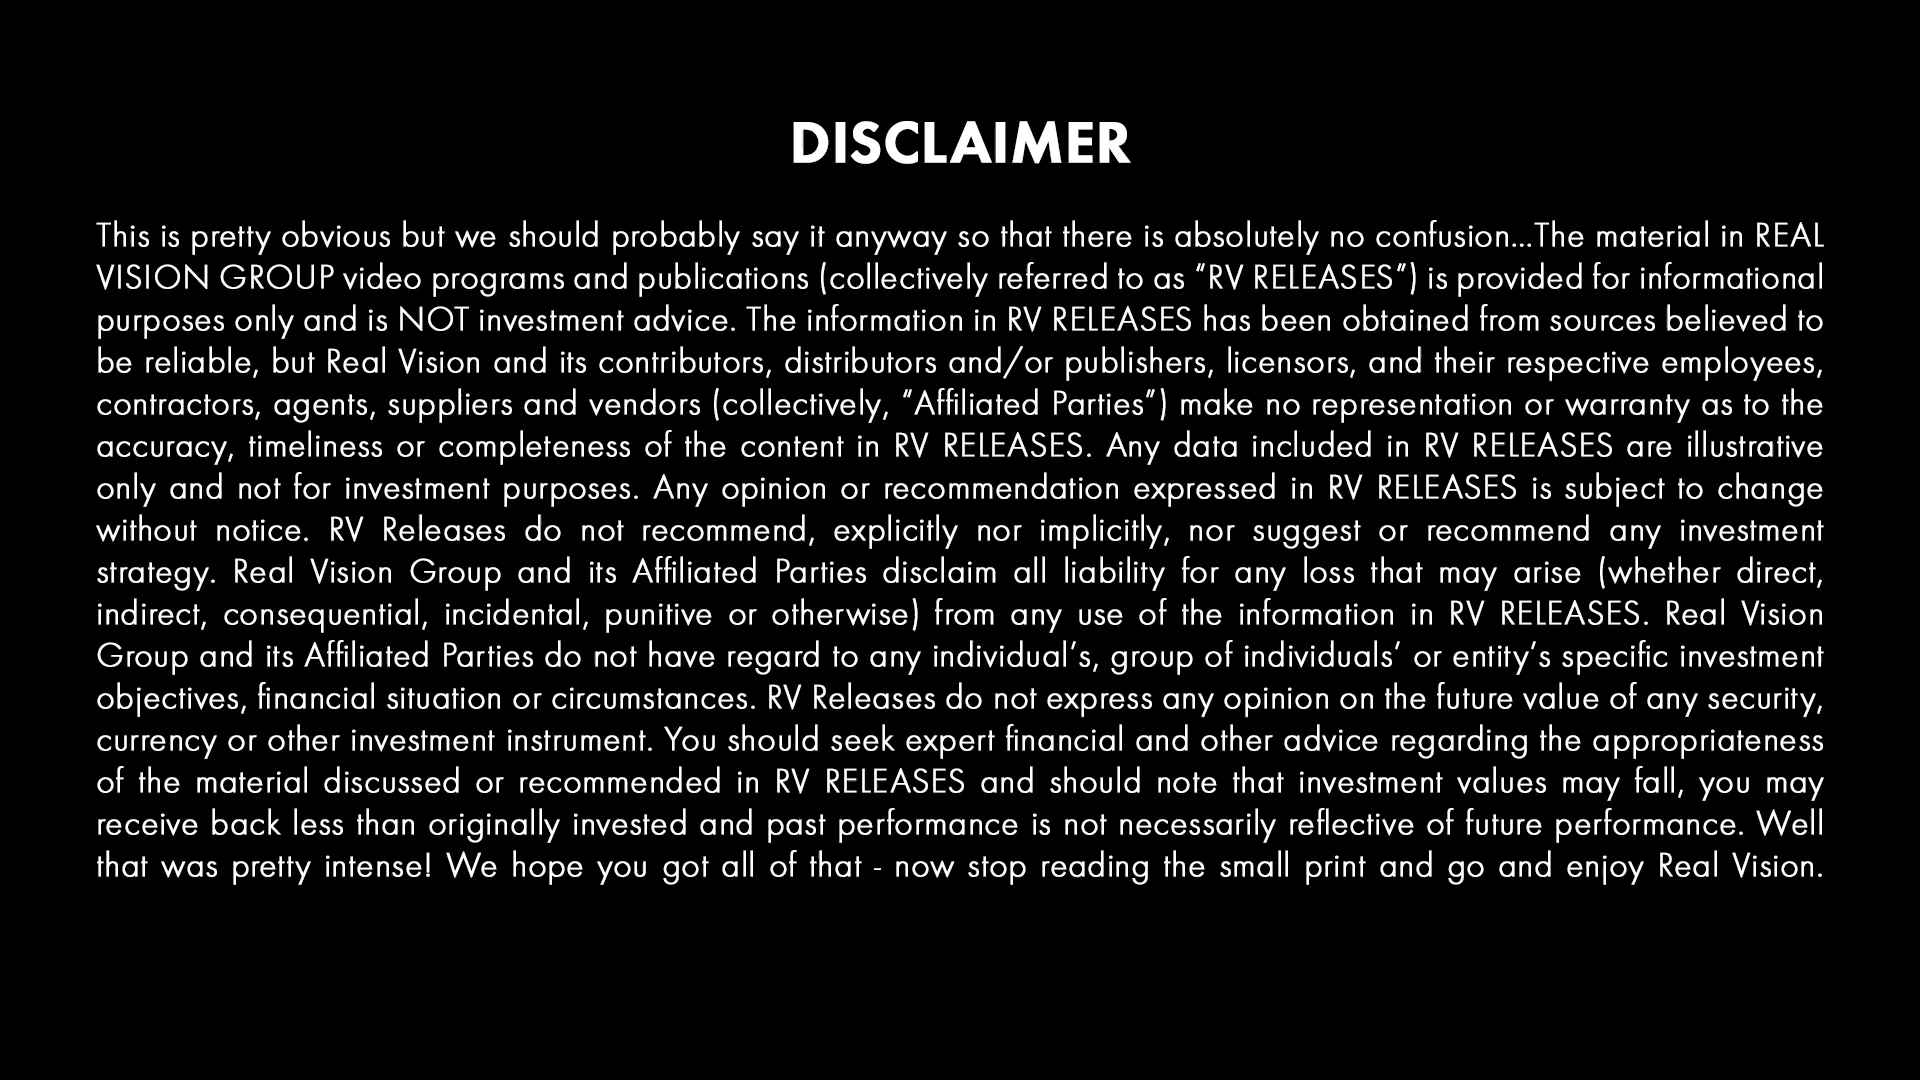 DISCLAIMER
This is pretty obvious but we should probably say it anyway so that there is absolutely no confusion...The material in REAL
VISION GROUP video programs and publications (collectively referred to as “RV RELEASES”) is provided for informational
purposes only and is NOT investment advice. The information in RV RELEASES has been obtained from sources believed to
be reliable, but Real Vision and its contributors, distributors and/or publishers, licensors, and their respective employees,
contractors, agents, suppliers and vendors (collectively, “Affiliated Parties”) make no representation or warranty as to the
accuracy, timeliness or completeness of the content in RV RELEASES. Any data included in RV RELEASES are illustrative
only and not for investment purposes. Any opinion or recommendation expressed in RV RELEASES is subject to change
without notice. RV Releases do not recommend, explicitly nor implicitly, nor suggest or recommend any investment
strategy. Real Vision Group and its Affiliated Parties disclaim all liability for any loss that may arise (whether direct,
indirect, consequential, incidental, punitive or otherwise) from any use of the information in RV RELEASES. Real Vision
Group and its Affiliated Parties do not have regard to any individual’s, group of individuals’ or entity’s specific investment
objectives, financial situation or circumstances. RV Releases do not express any opinion on the future value of any security,
currency or other investment instrument. You should seek expert financial and other advice regarding the appropriateness
of the material discussed or recommended in RV RELEASES and should note that investment values may fall, you may
receive back less than originally invested and past performance is not necessarily reflective of future performance. Well
that was pretty intense! We hope you got all of that - now stop reading the small print and go and enjoy Real Vision.